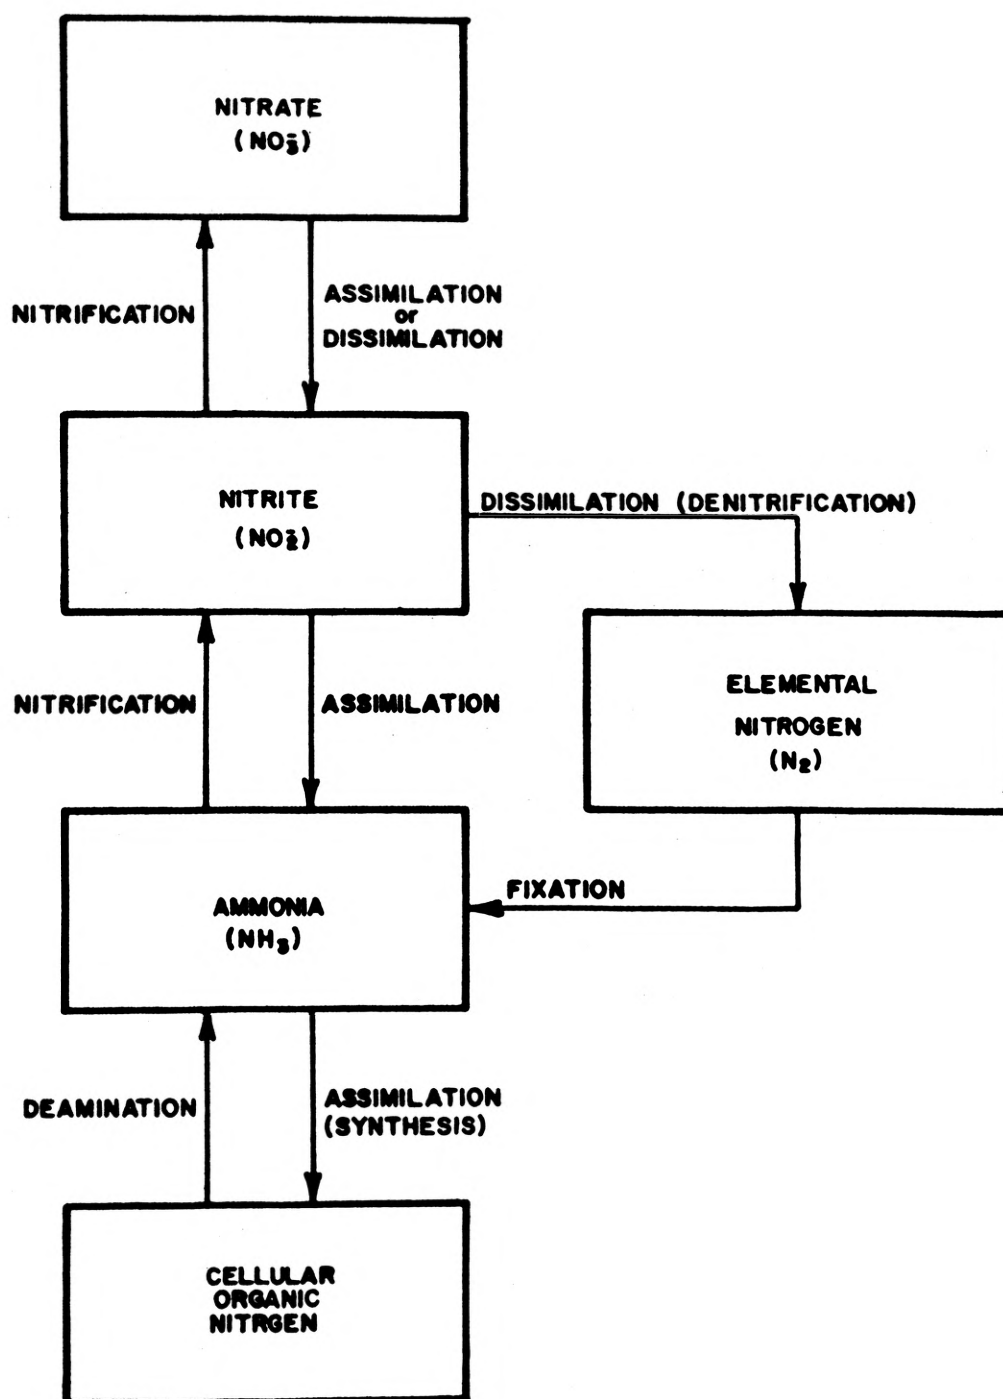 NITRATE
(NO₃⁻)
NITRIFICATION
ASSIMILATION
or
DISSIMILATION
NITRITE
(NO₂⁻)
DISSIMILATION (DENITRIFICATION)
NITRIFICATION
ASSIMILATION
ELEMENTAL
NITROGEN
(N₂)
AMMONIA
(NH₃)
FIXATION
DEAMINATION
ASSIMILATION
(SYNTHESIS)
CELLULAR
ORGANIC
NITRGEN